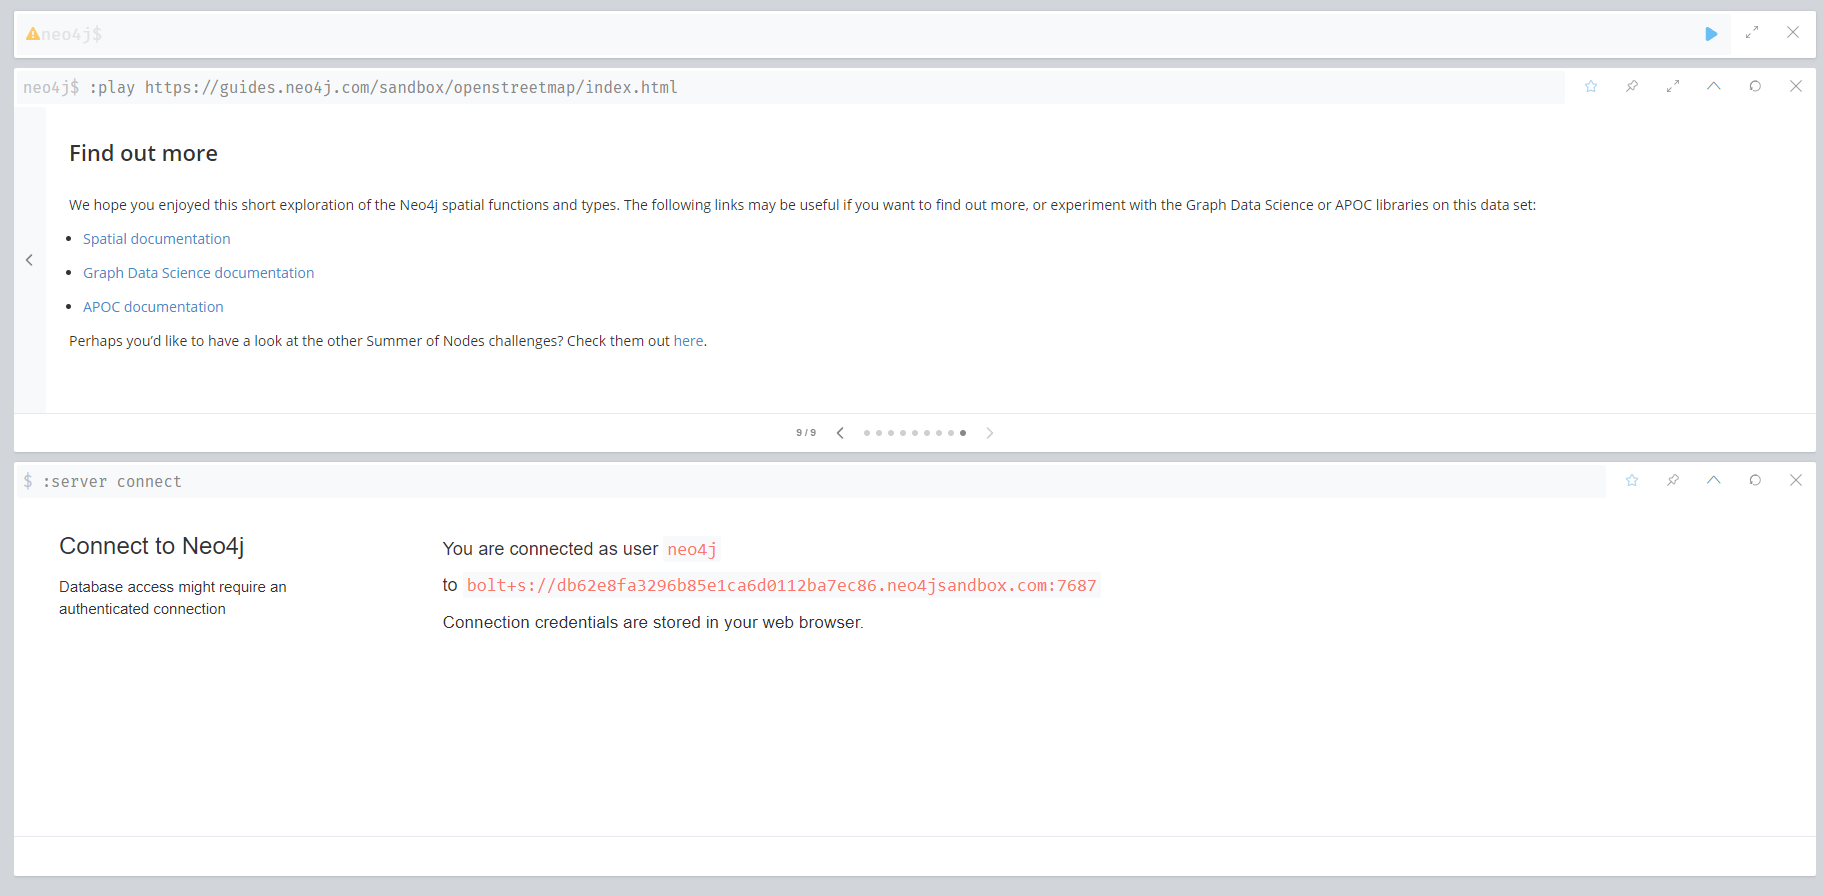 neo4j$
neo4j$ :play https://guides.neo4j.com/sandbox/openstreetmap/index.html
Find out more
We hope you enjoyed this short exploration of the Neo4j spatial functions and types. The following links may be useful if you want to find out more, or experiment with the Graph Data Science or APOC libraries on this data set:
Spatial documentation
Graph Data Science documentation
APOC documentation
Perhaps you’d like to have a look at the other Summer of Nodes challenges? Check them out here.
9 / 9
$ :server connect
Connect to Neo4j
Database access might require an
authenticated connection
You are connected as user neo4j
to bolt+s://db62e8fa3296b85e1ca6d0112ba7ec86.neo4jsandbox.com:7687
Connection credentials are stored in your web browser.